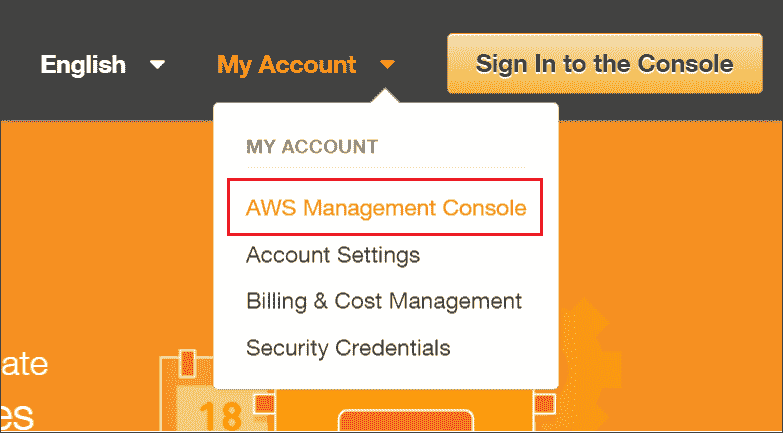 English
My Account
Sign In to the Console
MY ACCOUNT
AWS Management Console
Account Settings
Billing & Cost Management
Security Credentials
ate
es
18